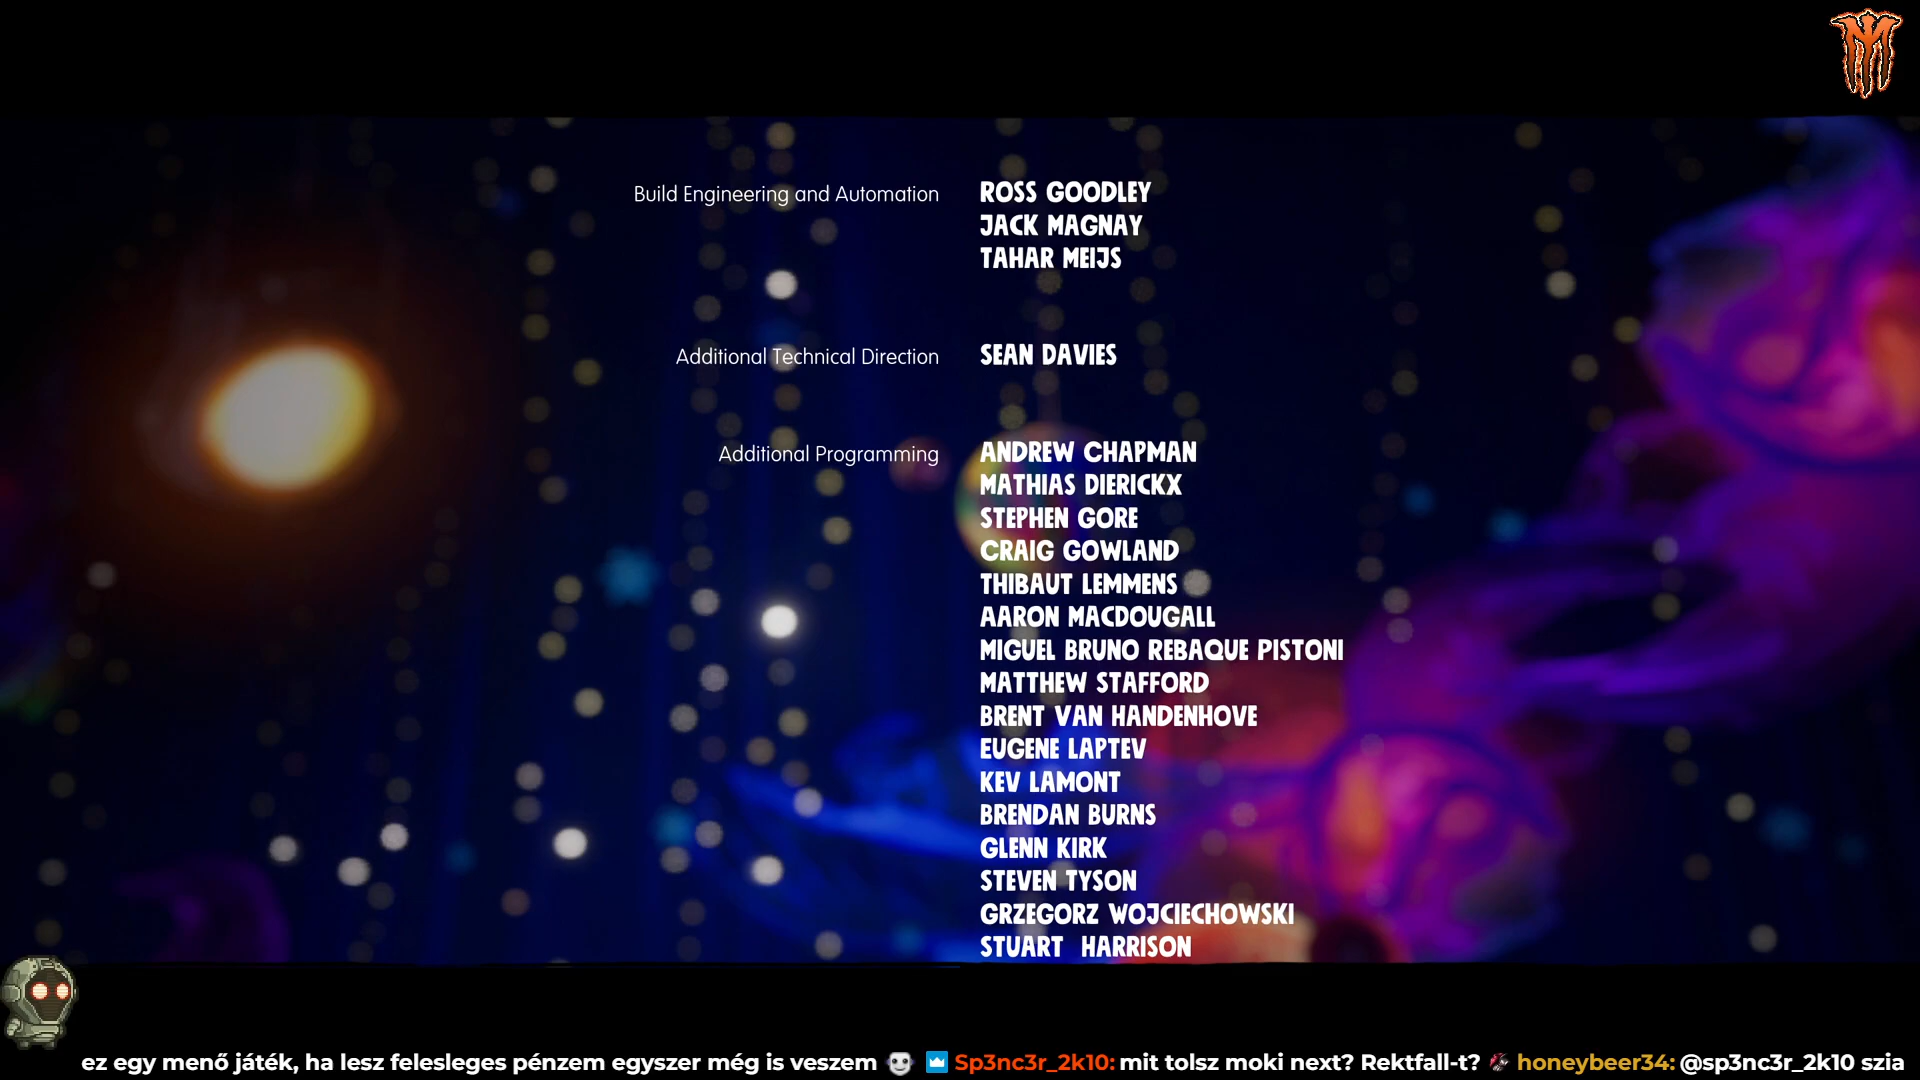 Build Engineering and Automation ROSS GOODLEY
JACK MAGNAY
TAHAR MEIJS
Additional Technical Direction SEAN DAVIES
Additional Programming ANDREW CHAPMAN
MATHIAS DIERICKX
STEPHEN GORE
CRAIG GOWLAND
THIBAUT LEMMENS
AARON MACDOUGALL
MIGUEL BRUNO REBAQUE PISTONI
MATTHEW STAFFORD
BRENT VAN HANDENHOVE
EUGENE LAPTEV
KEV LAMONT
BRENDAN BURNS
GLENN KIRK
STEVEN TYSON
GRZEGORZ WOJCIECHOWSKI
STUART HARRISON
ez egy menő játék, ha lesz felesleges pénzem egyszer még is veszem Sp3nc3r_2k10: mit tolsz moki next? Rektfall-t? honeybeer34: @sp3nc3r_2k10 szia